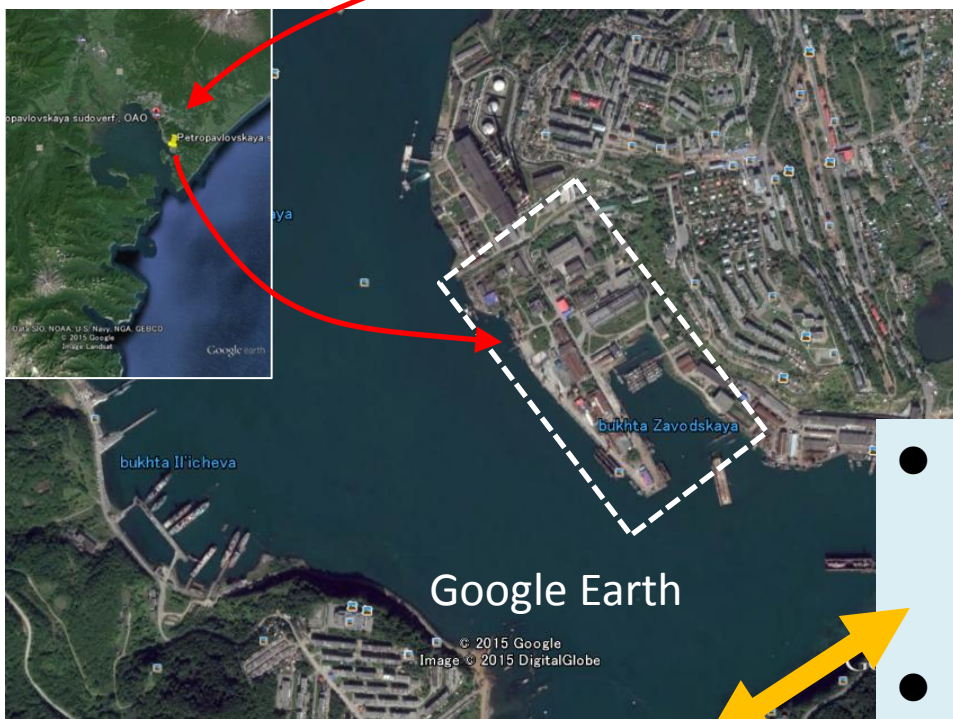 opavlovskaya sudoverf', OAO
Petropavlovskaya s
Data SIO, NOAA, U.S. Navy, NGA, GEBCO
© 2015 Google
Image Landsat
Google earth
aya
bukhta Zavodskaya
bukhta Il'icheva
Google Earth
© 2015 Google
Image © 2015 DigitalGlobe